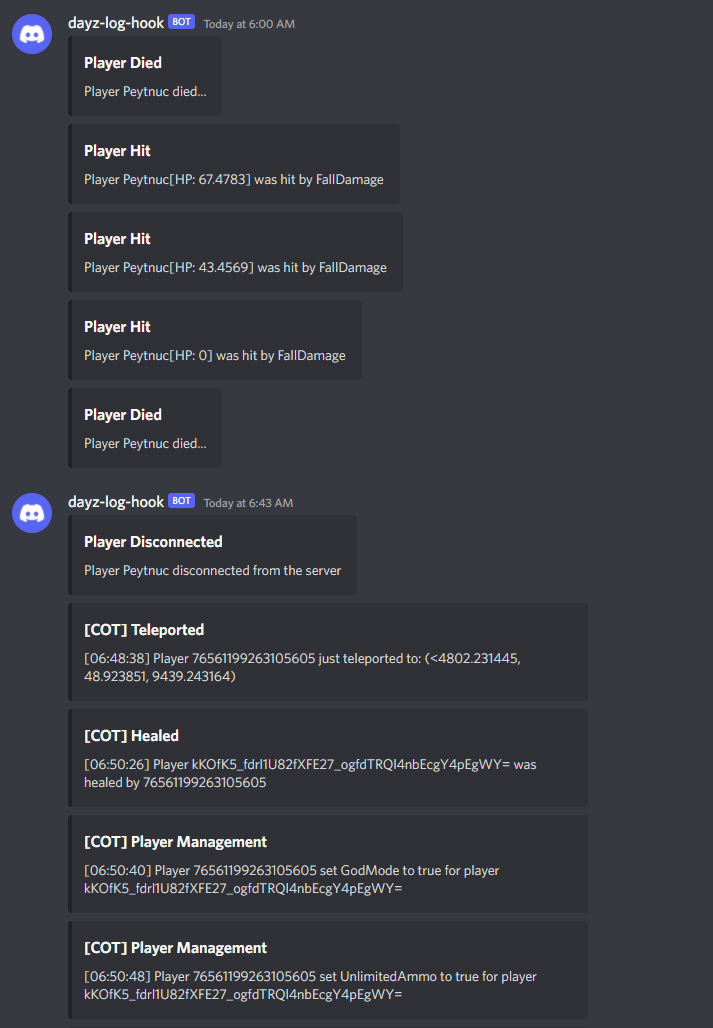 dayz-log-hook BOT Today at 6:00 AM
Player Died
Player Peytnuc died...
Player Hit
Player Peytnuc[HP: 67.4783] was hit by FallDamage
Player Hit
Player Peytnuc[HP: 43.4569] was hit by FallDamage
Player Hit
Player Peytnuc[HP: 0] was hit by FallDamage
Player Died
Player Peytnuc died...
dayz-log-hook BOT Today at 6:43 AM
Player Disconnected
Player Peytnuc disconnected from the server
[COT] Teleported
[06:48:38] Player 76561199263105605 just teleported to: (<4802.231445,
48.923851, 9439.243164)
[COT] Healed
[06:50:26] Player kKOfK5_fdrl1U82fXFE27_ogfdTRQI4nbEcgY4pEgWY= was
healed by 76561199263105605
[COT] Player Management
[06:50:40] Player 76561199263105605 set GodMode to true for player
kKOfK5_fdrl1U82fXFE27_ogfdTRQI4nbEcgY4pEgWY=
[COT] Player Management
[06:50:48] Player 76561199263105605 set UnlimitedAmmo to true for player
kKOfK5_fdrl1U82fXFE27_ogfdTRQI4nbEcgY4pEgWY=